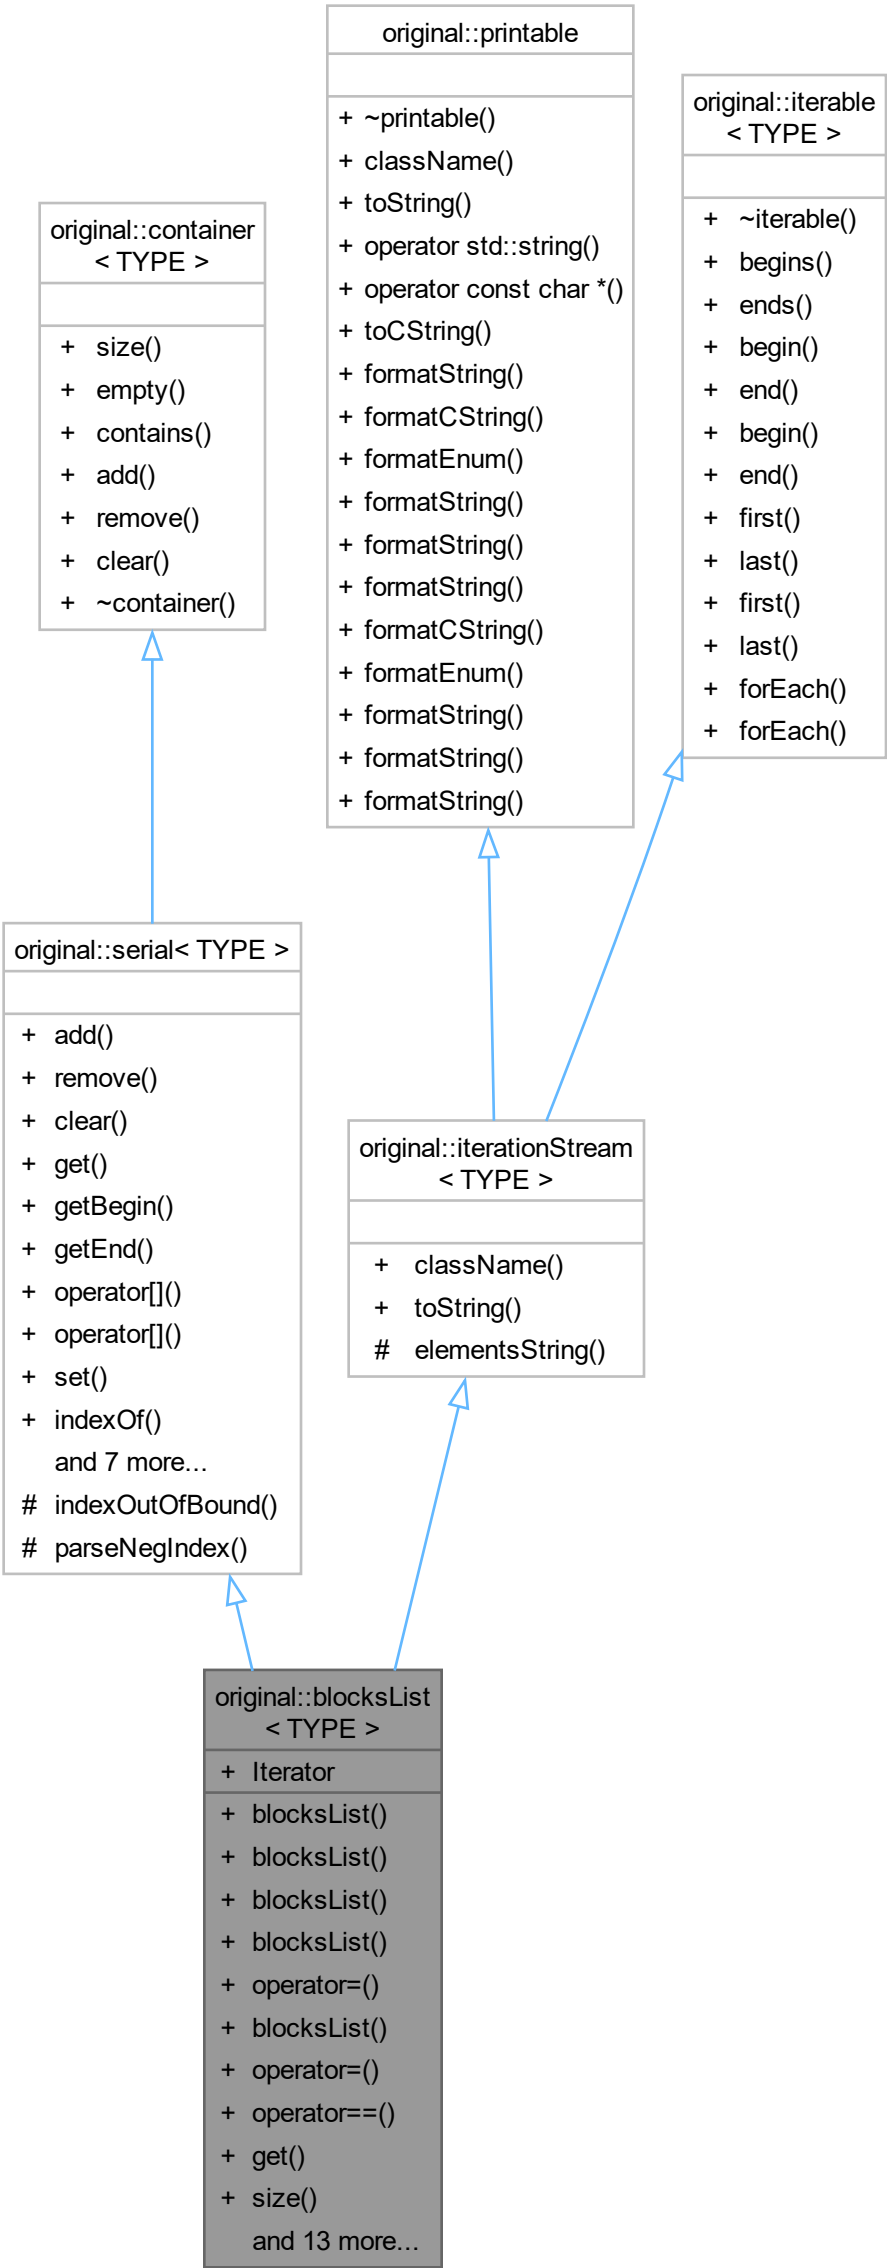 original::printable
+ ~printable()
+ className()
+ toString()
+ operator std::string()
+ operator const char *()
+ toCString()
+ formatString()
+ formatCString()
+ formatEnum()
+ formatString()
+ formatString()
+ formatString()
+ formatCString()
+ formatEnum()
+ formatString()
+ formatString()
+ formatString()
original::iterable
< TYPE >
+ ~iterable()
+ begins()
+ ends()
+ begin()
+ end()
+ begin()
+ end()
+ first()
+ last()
+ first()
+ last()
+ forEach()
+ forEach()
original::container
< TYPE >
+ size()
+ empty()
+ contains()
+ add()
+ remove()
+ clear()
+ ~container()
original::serial< TYPE >
+ add()
+ remove()
+ clear()
+ get()
+ getBegin()
+ getEnd()
+ operator[]()
+ operator[]()
+ set()
+ indexOf()
and 7 more...
# indexOutOfBound()
# parseNegIndex()
original::iterationStream
< TYPE >
+ className()
+ toString()
# elementsString()
original::blocksList
< TYPE >
+ Iterator
+ blocksList()
+ blocksList()
+ blocksList()
+ blocksList()
+ operator=()
+ blocksList()
+ operator=()
+ operator==()
+ get()
+ size()
and 13 more...